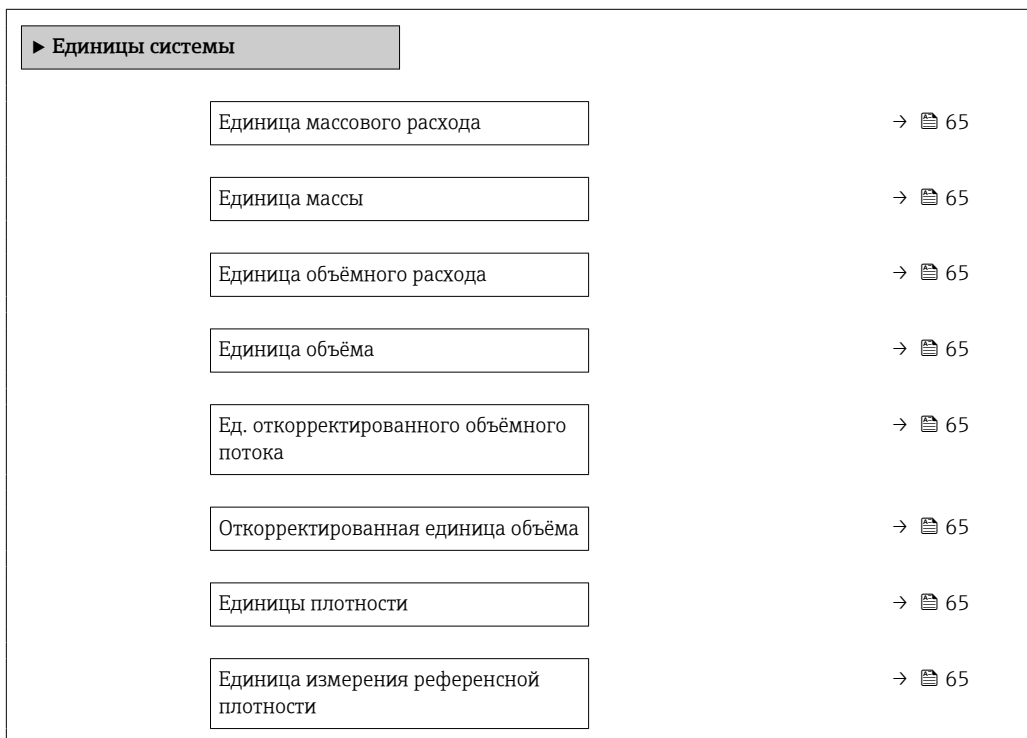 ▶ Единицы системы
Единица массового расхода → 65
Единица массы → 65
Единица объёмного расхода → 65
Единица объёма → 65
Ед. откорректированного объёмного → 65
потока
Откорректированная единица объёма → 65
Единицы плотности → 65
Единица измерения референсной → 65
плотности